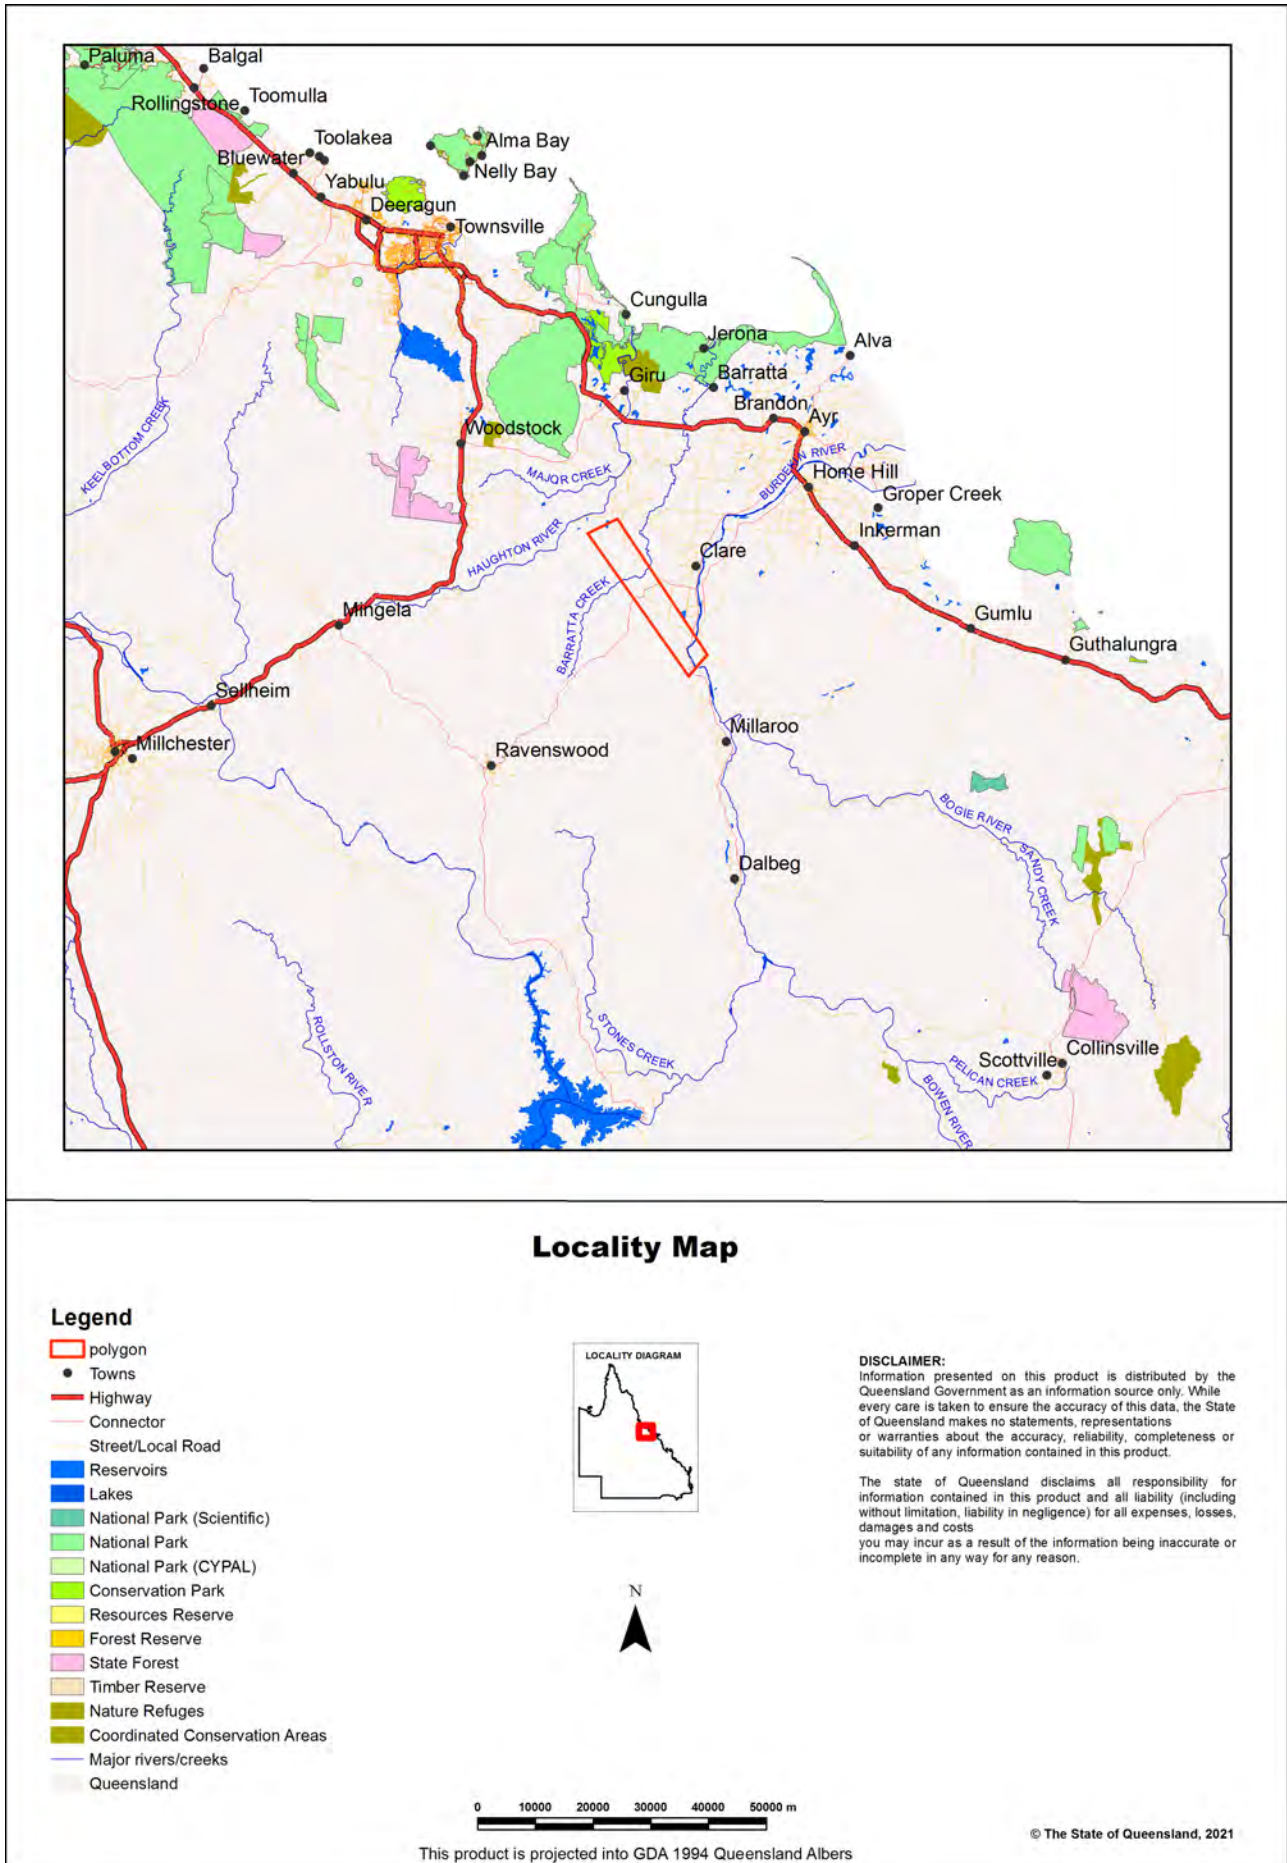 Paluma
Balgal
Rollingstone
Toomulla
Toolakea
Bluewater
Yabulu
Alma Bay
Nelly Bay
Deeragun
Townsville
Cungulla
Jerona
Alva
Giru
Barratta
Brandon
Ayr
Woodstock
KEELBOTTOM CREEK
MAJOR CREEK
BURDEKIN RIVER
Home Hill
Groper Creek
HAUGHTON RIVER
Inkerman
Clare
BARRATTA CREEK
Mingela
Gumlu
Guthalungra
Sellheim
Millaroo
Millchester
Ravenswood
BOGIE RIVER
SANDY CREEK
Dalbeg
ROLLSTON RIVER
STONES CREEK
Scottville
Collinsville
PELICAN CREEK
BOWEN RIVER
Locality Map
Legend
polygon
Towns
Highway
Connector
Street/Local Road
Reservoirs
Lakes
National Park (Scientific)
National Park
National Park (CYPAL)
Conservation Park
Resources Reserve
Forest Reserve
State Forest
Timber Reserve
Nature Refuges
Coordinated Conservation Areas
Major rivers/creeks
Queensland
LOCALITY DIAGRAM
N
DISCLAIMER:
Information presented on this product is distributed by the
Queensland Government as an information source only. While
every care is taken to ensure the accuracy of this data, the State
of Queensland makes no statements, representations
or warranties about the accuracy, reliability, completeness or
suitability of any information contained in this product.
The state of Queensland disclaims all responsibility for
information contained in this product and all liability (including
without limitation, liability in negligence) for all expenses, losses,
damages and costs
you may incur as a result of the information being inaccurate or
incomplete in any way for any reason.
0 10000 20000 30000 40000 50000 m
This product is projected into GDA 1994 Queensland Albers
© The State of Queensland, 2021